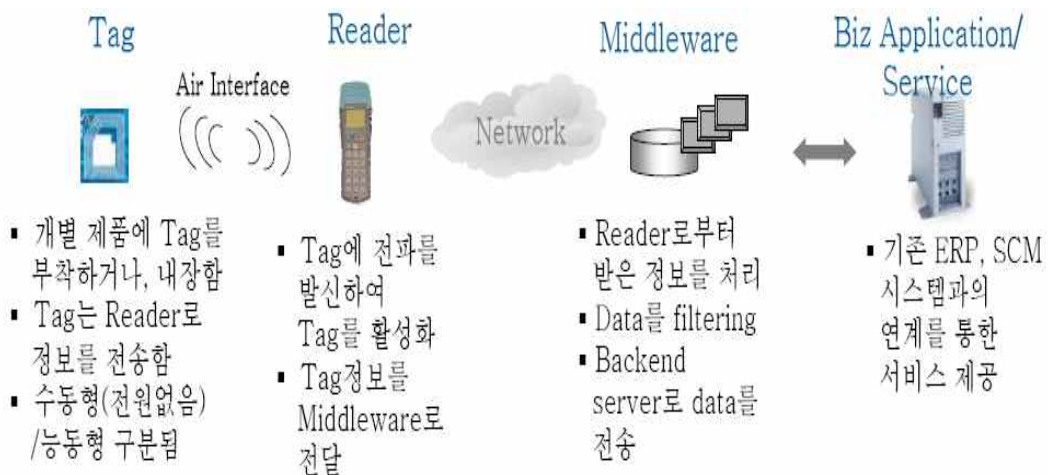 Tag
Reader
Middleware
Biz Application/
Service
Air Interface
Network
▪ 개별 제품에 Tag를
부착하거나, 내장함
▪ Tag는 Reader로
정보를 전송함
▪ 수동형(전원없음)
/능동형 구분됨
▪ Tag에 전파를
발신하여
Tag를 활성화
▪ Tag정보를
Middleware로
전달
▪ Reader로부터
받은 정보를 처리
▪ Data를 filtering
▪ Backend
server로 data를
전송
▪ 기존 ERP, SCM
시스템과의
연계를 통한
서비스 제공